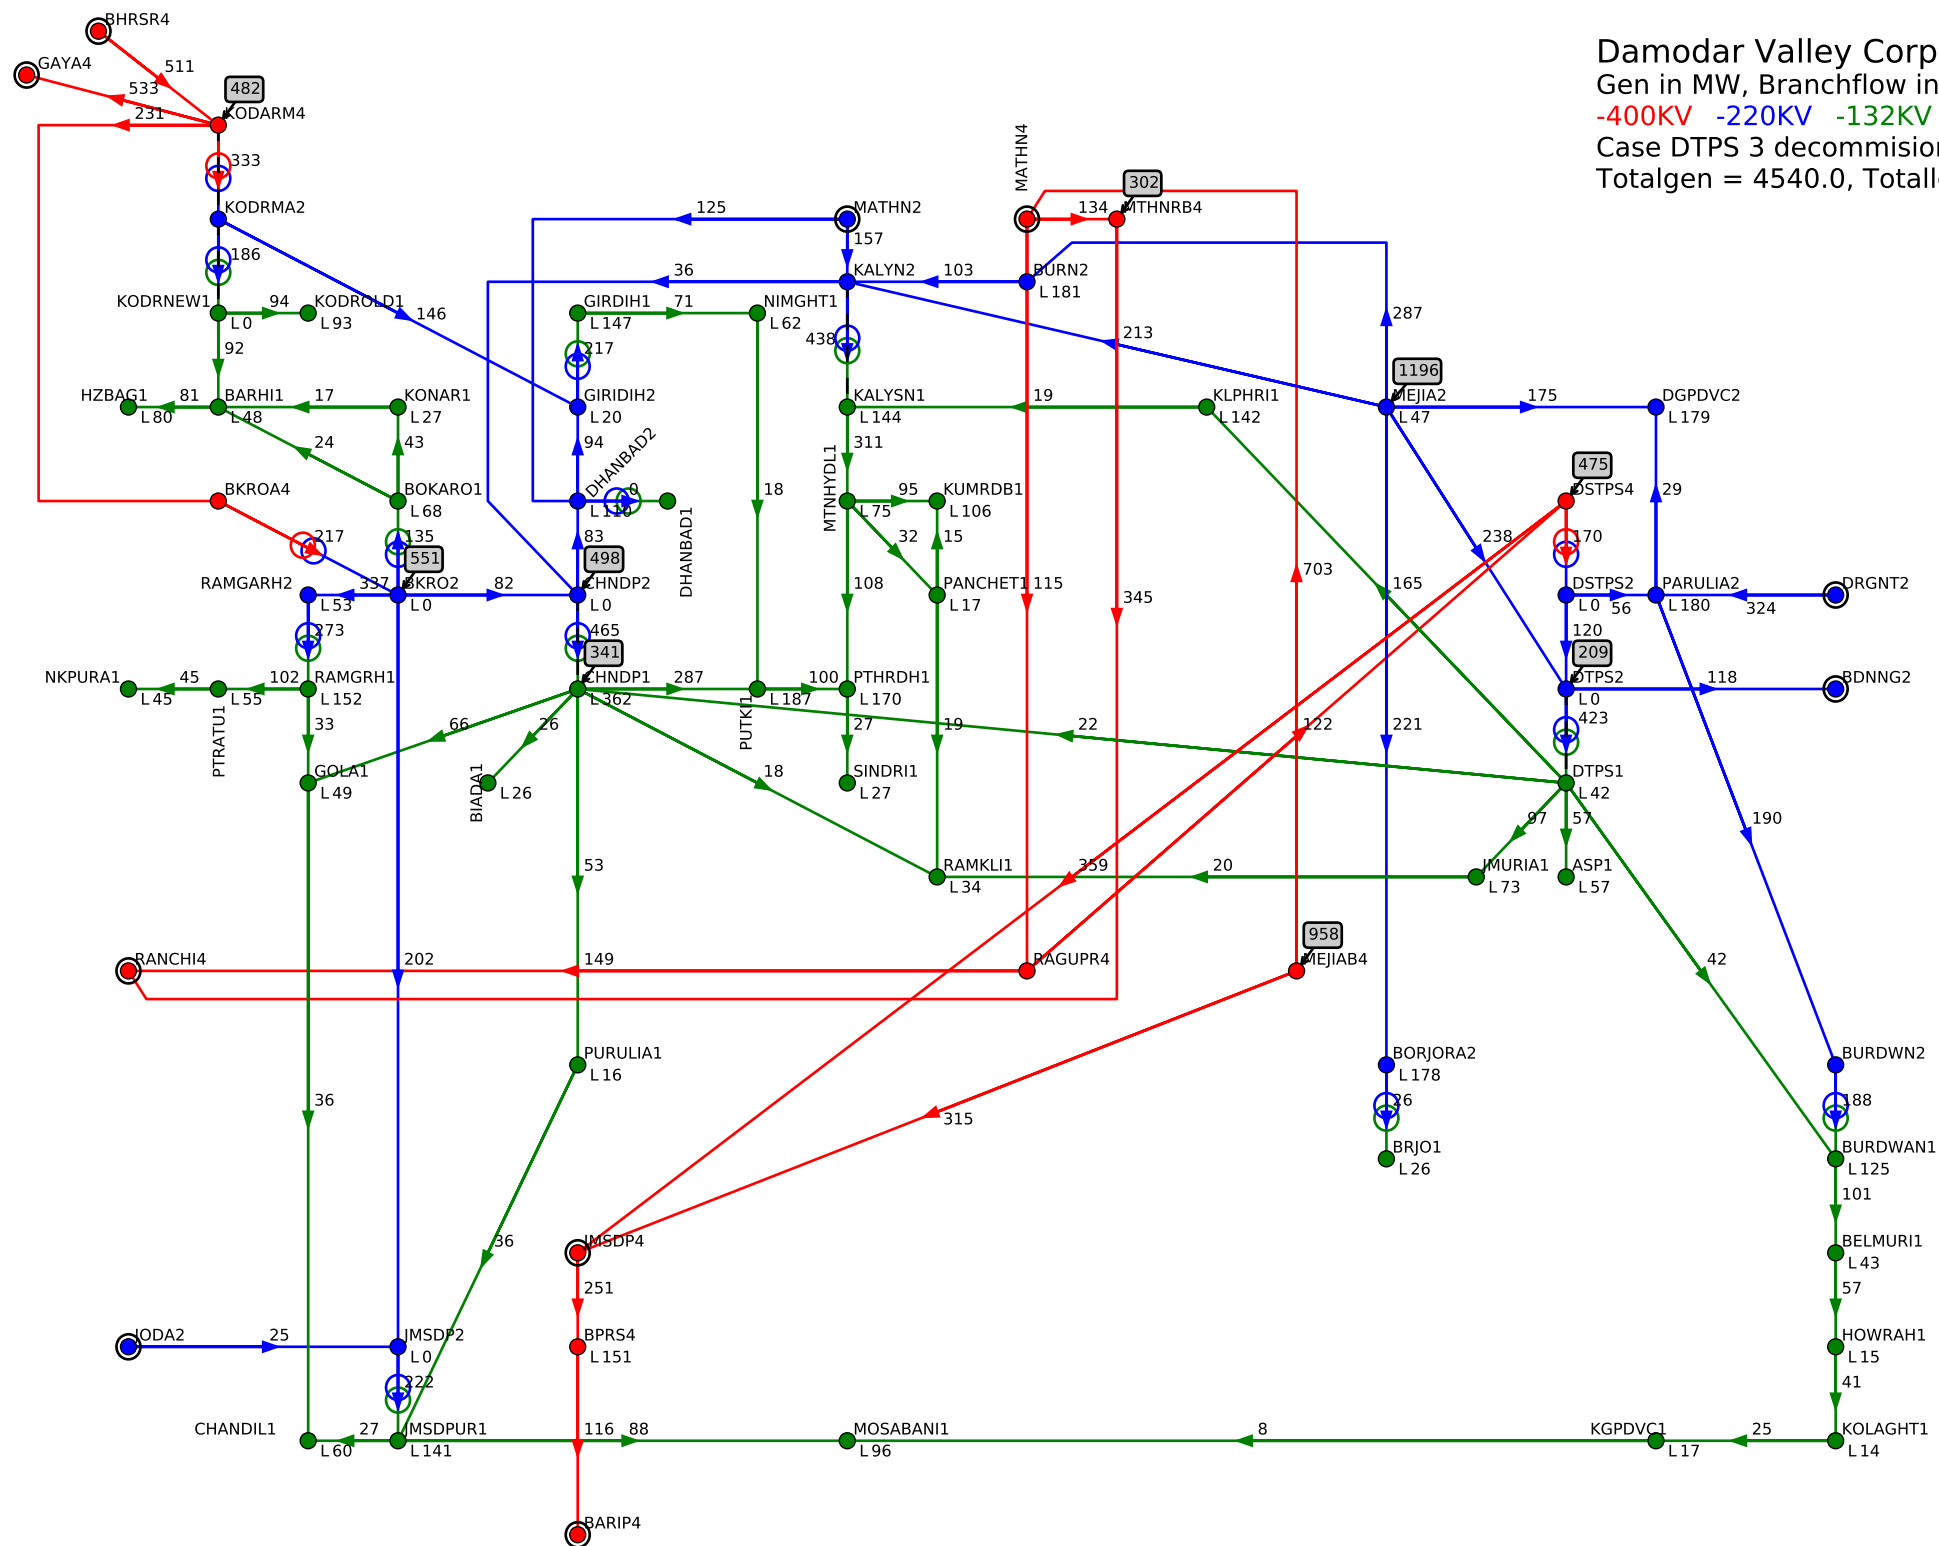 BHRSR4
GAYA4
511
533
482
KODARM4
231
333
KODRMA2
186
KODRNEW1
L 0
94
KODROLD1
L 93
92
146
HZBAG1
L 80
81
BARHI1
L 48
17
KONAR1
L 27
24
43
BKROA4
BOKARO1
L 68
217
135
551
RAMGARH2
L 53
337
BKRO2
L 0
82
273
NKPURA1
L 45
45
PTRATU1
L 55
102
RAMGRH1
L 152
33
GOLA1
L 49
66
BIADA1
L 26
26
125
MATHN2
157
36
KALYN2
103
BURN2
L 181
GIRDIH1
L 147
71
NIMGHT1
L 62
217
438
GIRIDIH2
L 20
94
DHANBAD2
L 110
0
DHANBAD1
83
498
CHNDP2
L 0
465
341
CHNDP1
L 362
287
PUTKI1
L 187
100
PTHRDH1
L 170
18
KALYSN1
L 144
19
KLPHRI1
L 142
311
MTNHYDL1
L 75
95
KUMRDB1
L 106
32
15
108
PANCHET1
L 17
115
27
19
SINDRI1
L 27
18
53
RAMKLI1
L 34
20
22
MATHN4
134
302
MTHNRB4
345
703
213
287
1196
MEJIA2
L 47
175
DGPDVC2
L 179
475
DSTPS4
170
238
29
165
DSTPS2
L 0
56
PARULIA2
L 180
324
DRGNT2
120
209
DTPS2
L 0
118
BDNNG2
423
221
122
DTPS1
L 42
97
57
JMURIA1
L 73
ASP1
L 57
359
190
42
RANCHI4
202
149
RAGUPR4
958
MEJIAB4
PURULIA1
L 16
36
36
315
BORJORA2
L 178
26
BRJO1
L 26
BURDWN2
188
BURDWAN1
L 125
101
BELMURI1
L 43
57
HOWRAH1
L 15
41
KOLAGHT1
L 14
25
KGPDVC1
L 17
8
MOSABANI1
L 96
JMSDP4
251
BPRS4
L 151
116
88
BARIP4
JODA2
25
JMSDP2
L 0
222
CHANDIL1
L 60
27
JMSDPUR1
L 141
Damodar Valley Corp
Gen in MW, Branchflow in
-400KV -220KV -132KV
Case DTPS 3 decommision
Totalgen = 4540.0, Totall